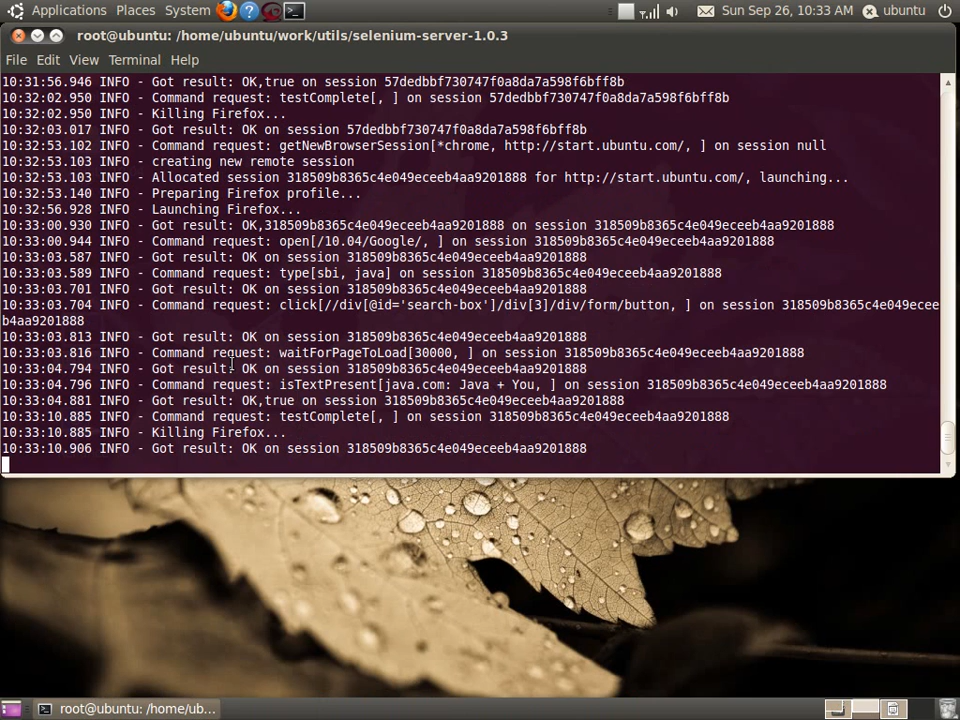 Applications Places System Sun Sep 26, 10:33 AM ubuntu
root@ubuntu: /home/ubuntu/work/utils/selenium-server-1.0.3
File Edit View Terminal Help
10:31:56.946 INFO - Got result: OK,true on session 57dedbbf730747f0a8da7a598f6bff8b
10:32:02.950 INFO - Command request: testComplete[, ] on session 57dedbbf730747f0a8da7a598f6bff8b
10:32:02.950 INFO - Killing Firefox...
10:32:03.017 INFO - Got result: OK on session 57dedbbf730747f0a8da7a598f6bff8b
10:32:53.102 INFO - Command request: getNewBrowserSession[*chrome, http://start.ubuntu.com/, ] on session null
10:32:53.103 INFO - creating new remote session
10:32:53.103 INFO - Allocated session 318509b8365c4e049eceeb4aa9201888 for http://start.ubuntu.com/, launching...
10:32:53.140 INFO - Preparing Firefox profile...
10:32:56.928 INFO - Launching Firefox...
10:33:00.930 INFO - Got result: OK,318509b8365c4e049eceeb4aa9201888 on session 318509b8365c4e049eceeb4aa9201888
10:33:00.944 INFO - Command request: open[/10.04/Google/, ] on session 318509b8365c4e049eceeb4aa9201888
10:33:03.587 INFO - Got result: OK on session 318509b8365c4e049eceeb4aa9201888
10:33:03.589 INFO - Command request: type[sbi, java] on session 318509b8365c4e049eceeb4aa9201888
10:33:03.701 INFO - Got result: OK on session 318509b8365c4e049eceeb4aa9201888
10:33:03.704 INFO - Command request: click[//div[@id='search-box']/div[3]/div/form/button, ] on session 318509b8365c4e049ecee
b4aa9201888
10:33:03.813 INFO - Got result: OK on session 318509b8365c4e049eceeb4aa9201888
10:33:03.816 INFO - Command request: waitForPageToLoad[30000, ] on session 318509b8365c4e049eceeb4aa9201888
10:33:04.794 INFO - Got result: OK on session 318509b8365c4e049eceeb4aa9201888
10:33:04.796 INFO - Command request: isTextPresent[java.com: Java + You, ] on session 318509b8365c4e049eceeb4aa9201888
10:33:04.881 INFO - Got result: OK,true on session 318509b8365c4e049eceeb4aa9201888
10:33:10.885 INFO - Command request: testComplete[, ] on session 318509b8365c4e049eceeb4aa9201888
10:33:10.885 INFO - Killing Firefox...
10:33:10.906 INFO - Got result: OK on session 318509b8365c4e049eceeb4aa9201888
root@ubuntu: /home/ub...